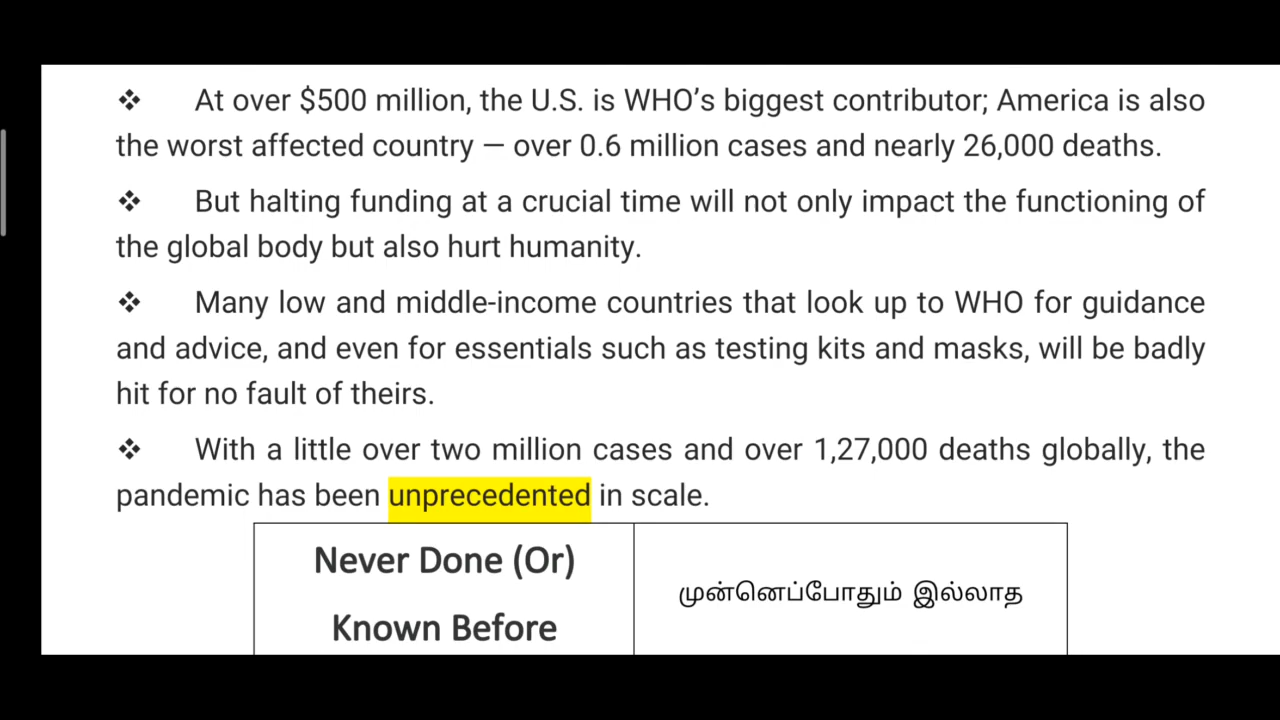 ❖ At over $500 million, the U.S. is WHO’s biggest contributor; America is also
the worst affected country — over 0.6 million cases and nearly 26,000 deaths.
❖ But halting funding at a crucial time will not only impact the functioning of
the global body but also hurt humanity.
❖ Many low and middle-income countries that look up to WHO for guidance
and advice, and even for essentials such as testing kits and masks, will be badly
hit for no fault of theirs.
❖ With a little over two million cases and over 1,27,000 deaths globally, the
pandemic has been unprecedented in scale.
Never Done (Or)
Known Before
முன்னெப்போதும் இல்லாத